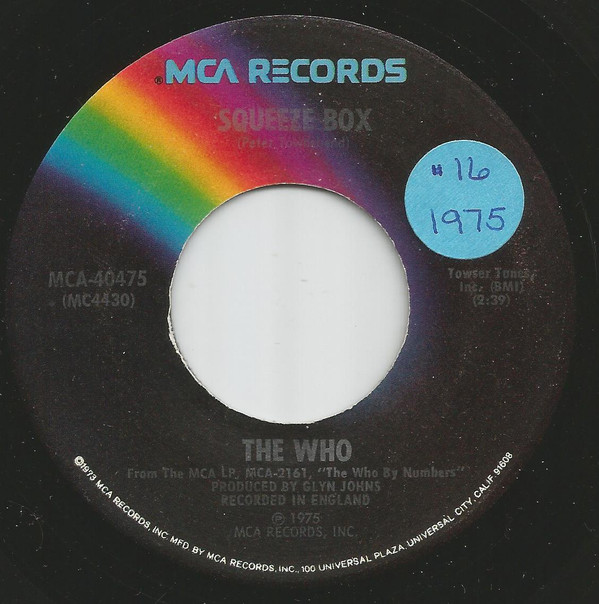 ®MCA RECORDS
SQUEEZE BOX
(Peter Townshend)
"16
1975
MCA-40475
(MC4430)
Towser Tunes,
Inc. (BMI)
(2:39)
THE WHO
From The MCA LP, MCA-2161, "The Who By Numbers"
PRODUCED BY GLYN JOHNS
RECORDED IN ENGLAND
℗ 1975
MCA RECORDS, INC.
©1973 MCA RECORDS, INC MFD. BY MCA RECORDS, INC., 100 UNIVERSAL PLAZA, UNIVERSAL CITY, CALIF. 91608